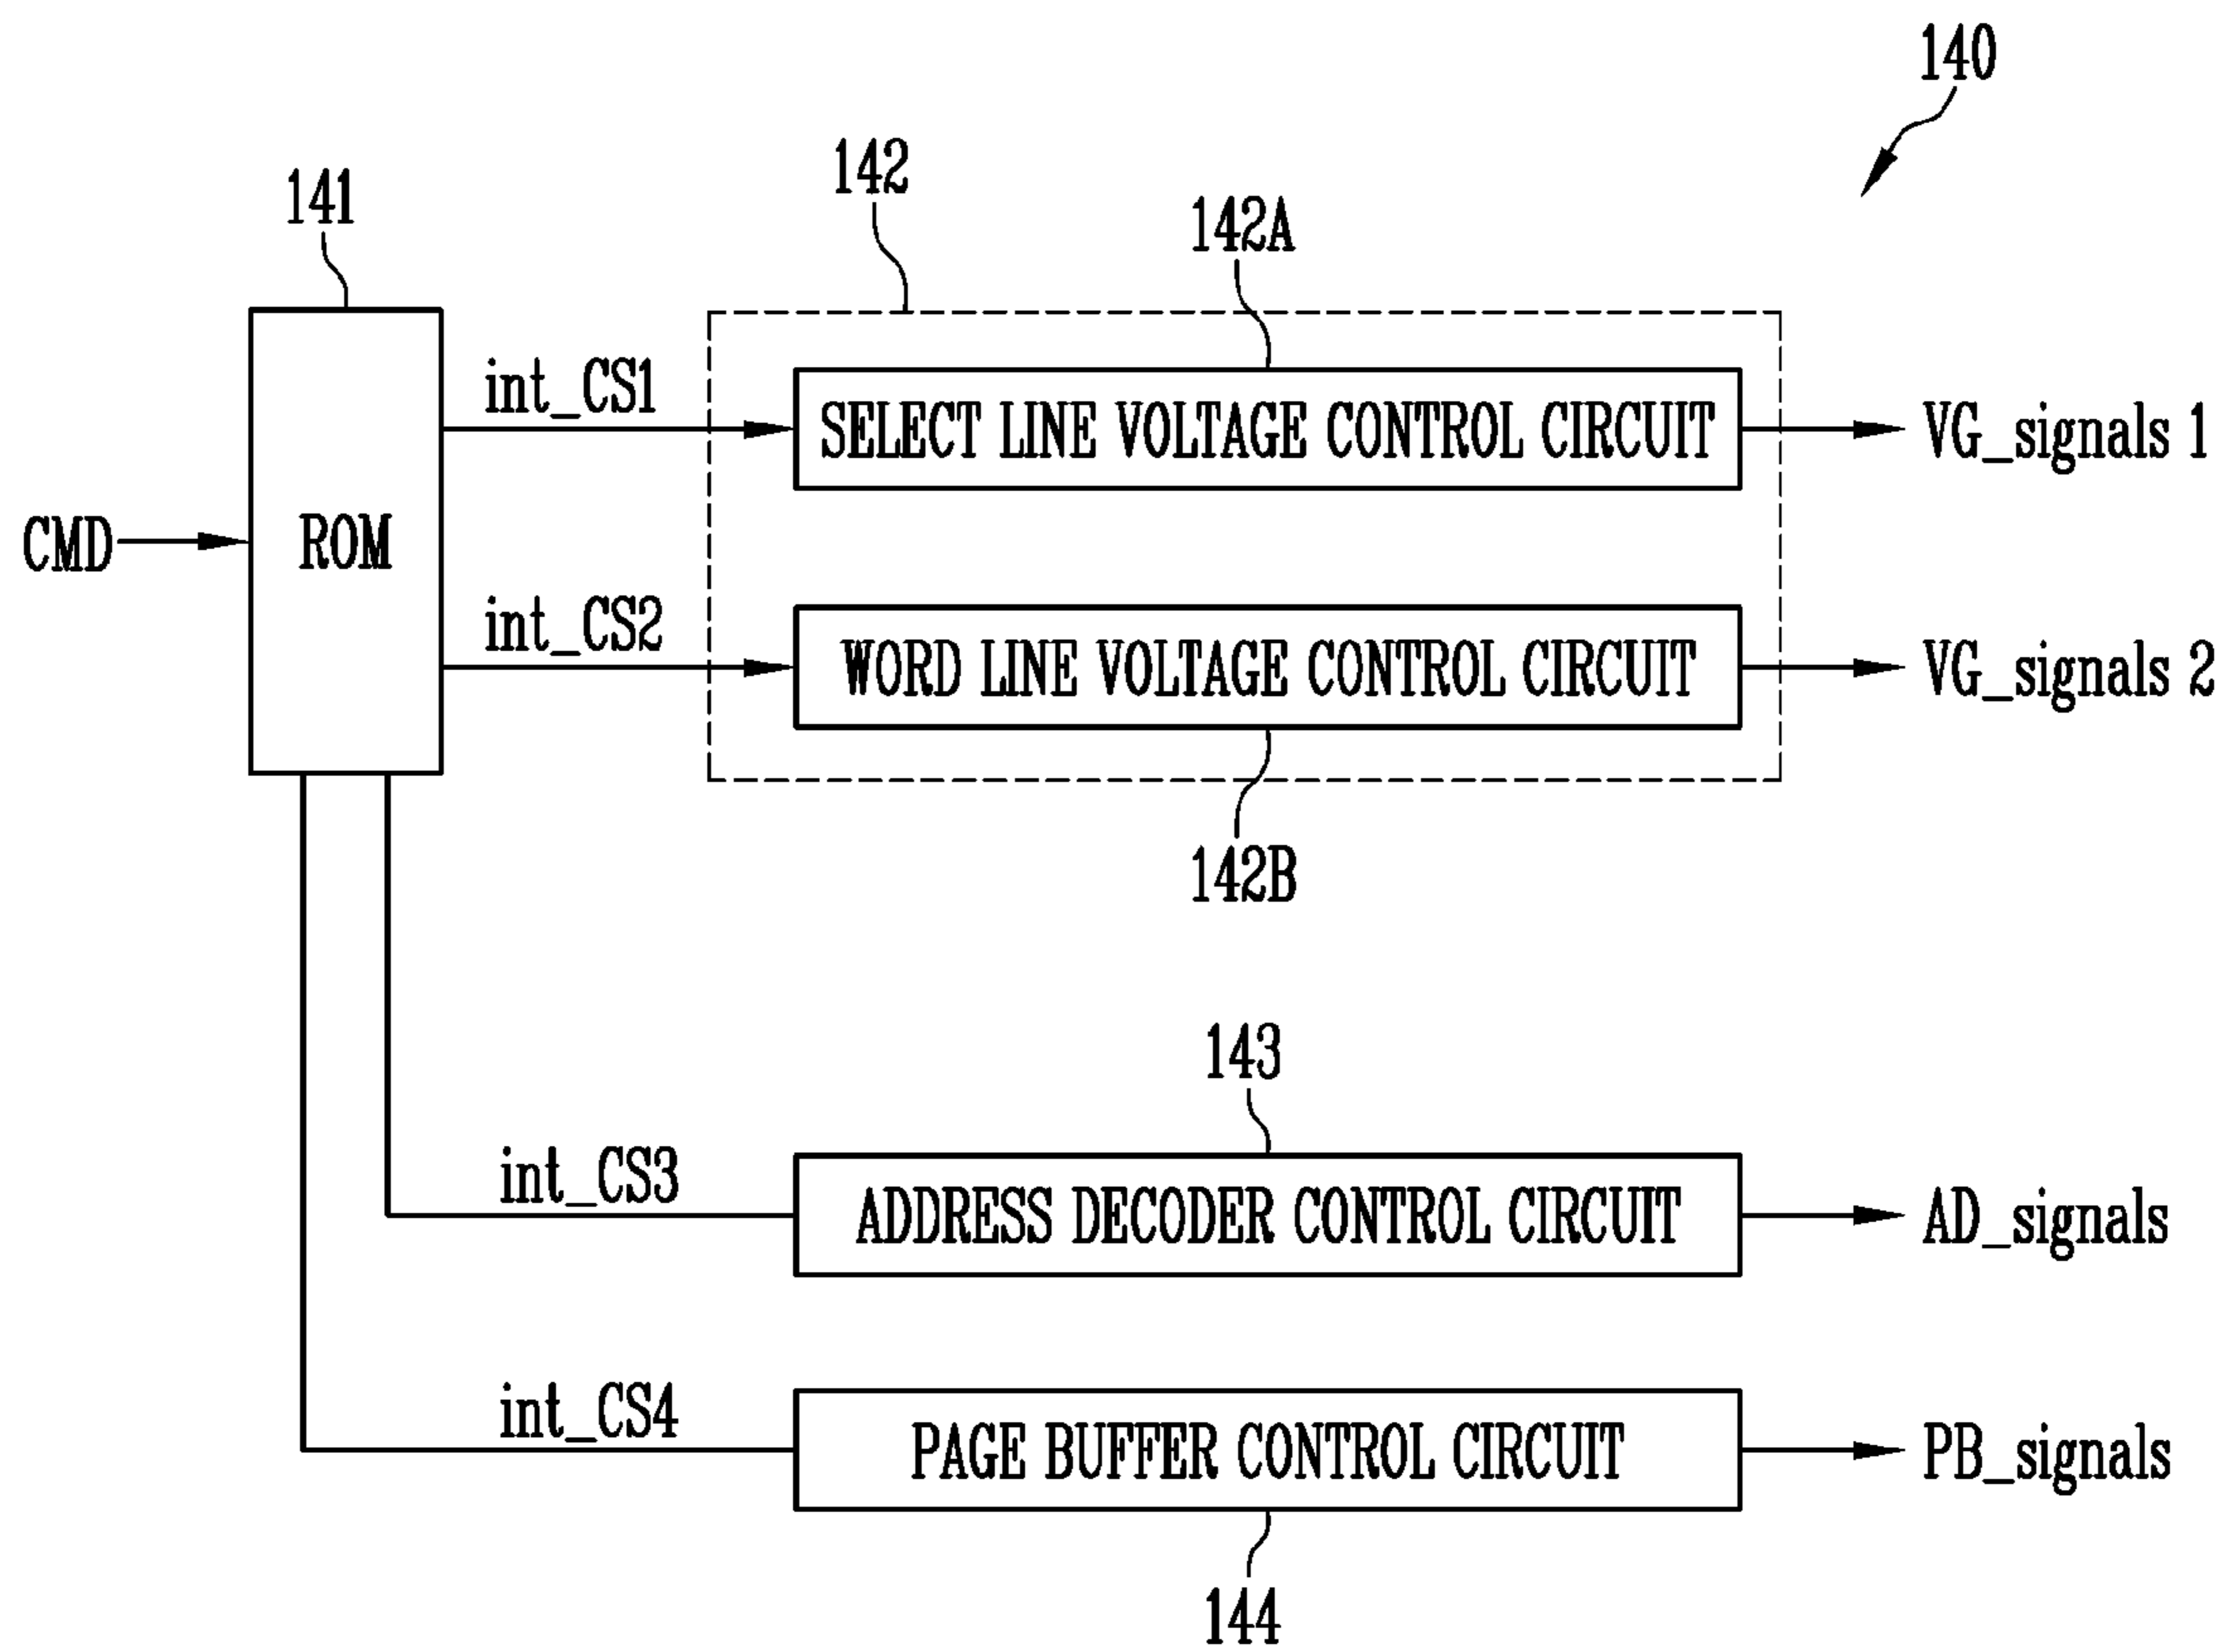 140
142
141
142A
int_CS1
SELECT LINE VOLTAGE CONTROL CIRCUIT
VG_signals 1
CMD
ROM
int_CS2
WORD LINE VOLTAGE CONTROL CIRCUIT
VG_signals 2
142B
143
int_CS3
ADDRESS DECODER CONTROL CIRCUIT
AD_signals
int_CS4
PAGE BUFFER CONTROL CIRCUIT
PB_signals
144